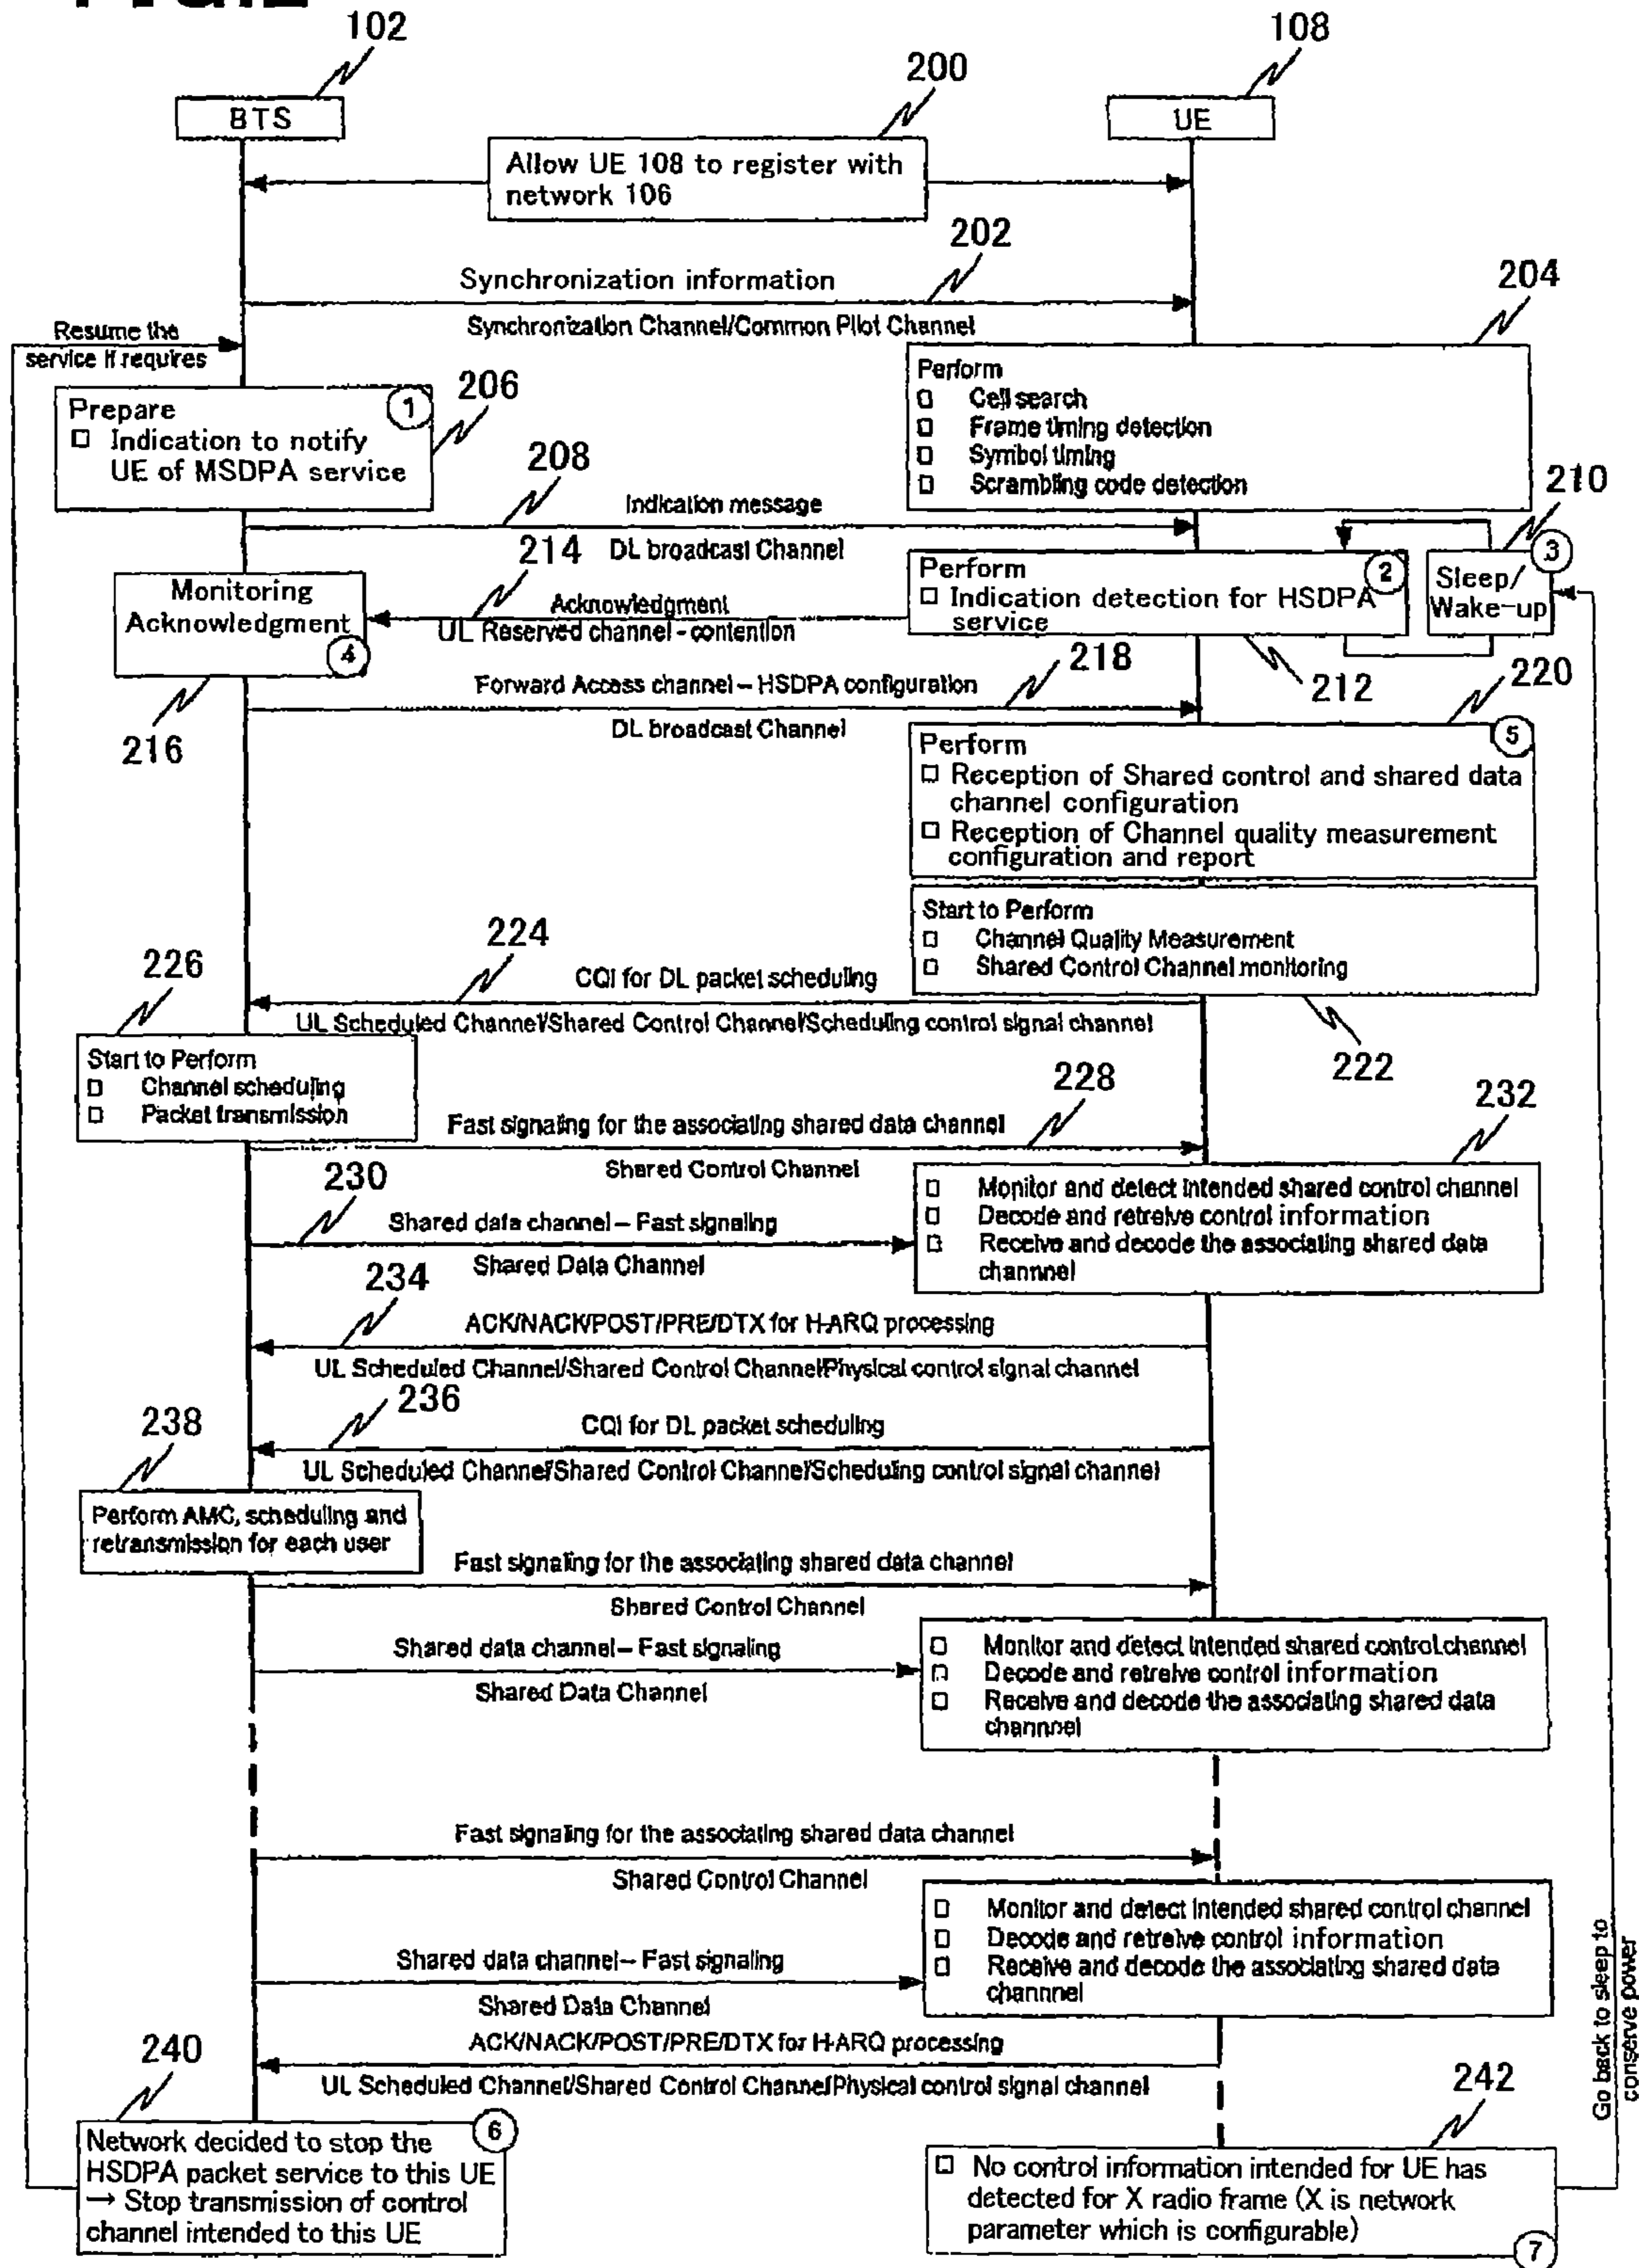 FIG.2
102
108
200
BTS
UE
Allow UE 108 to register with
network 106
202
Synchronization information
Synchronization Channel/Common Pilot Channel
204
Resume the
service if requires
Perform
Cell search
Frame timing detection
Symbol timing
Scrambling code detection
Prepare
1
Indication to notify
UE of MSDPA service
206
208
Indication message
DL broadcast Channel
210
214
3
Sleep/
Wake-up
Perform
2
Indication detection for HSDPA
service
Monitoring
Acknowledgment
4
Acknowledgment
UL Reserved channel - contention
212
216
218
Forward Access channel – HSDPA configuration
DL broadcast Channel
220
Perform
5
Reception of Shared control and shared data
channel configuration
Reception of Channel quality measurement
configuration and report
Start to Perform
Channel Quality Measurement
Shared Control Channel monitoring
222
224
CQI for DL packet scheduling
UL Scheduled Channel/Shared Control Channel/Scheduling control signal channel
226
Start to Perform
Channel scheduling
Packet transmission
228
Fast signaling for the associating shared data channel
Shared Control Channel
230
Shared data channel – Fast signaling
Shared Data Channel
232
Monitor and detect intended shared control channel
Decode and retreive control information
Receive and decode the associating shared data
channnel
234
ACK/NACK/POST/PRE/DTX for H-ARQ processing
UL Scheduled Channel/Shared Control Channel/Physical control signal channel
236
CQI for DL packet scheduling
UL Scheduled Channel/Shared Control Channel/Scheduling control signal channel
238
Perform AMC, scheduling and
retransmission for each user
Fast signaling for the associating shared data channel
Shared Control Channel
Shared data channel – Fast signaling
Shared Data Channel
Monitor and detect intended shared control channel
Decode and retreive control information
Receive and decode the associating shared data
channnel
Fast signaling for the associating shared data channel
Shared Control Channel
Shared data channel – Fast signaling
Shared Data Channel
Monitor and detect intended shared control channel
Decode and retreive control information
Receive and decode the associating shared data
channnel
ACK/NACK/POST/PRE/DTX for H-ARQ processing
UL Scheduled Channel/Shared Control Channel/Physical control signal channel
Go back to sleep to
conserve power
240
Network decided to stop the
6
HSDPA packet service to this UE
→ Stop transmission of control
channel intended to this UE
242
No control information intended for UE has
detected for X radio frame (X is network
parameter which is configurable)
7